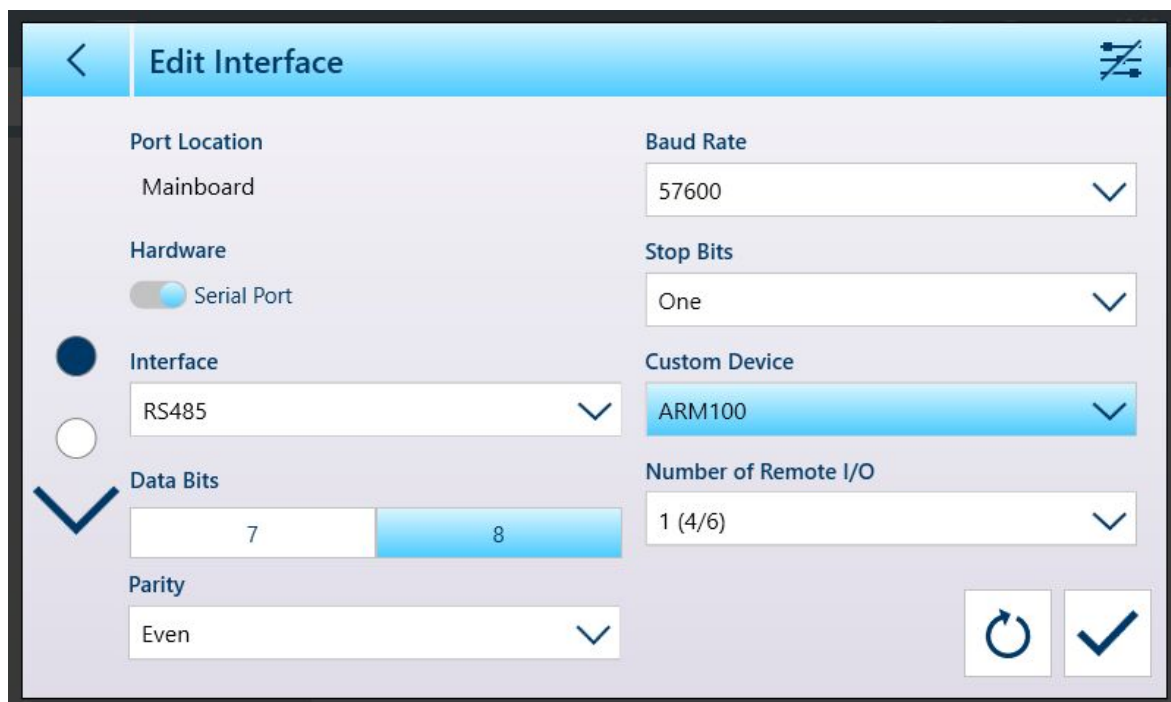 Edit Interface
Port Location
Mainboard
Hardware
Serial Port
Interface
RS485
Data Bits
7 8
Parity
Even
Baud Rate
57600
Stop Bits
One
Custom Device
ARM100
Number of Remote I/O
1 (4/6)